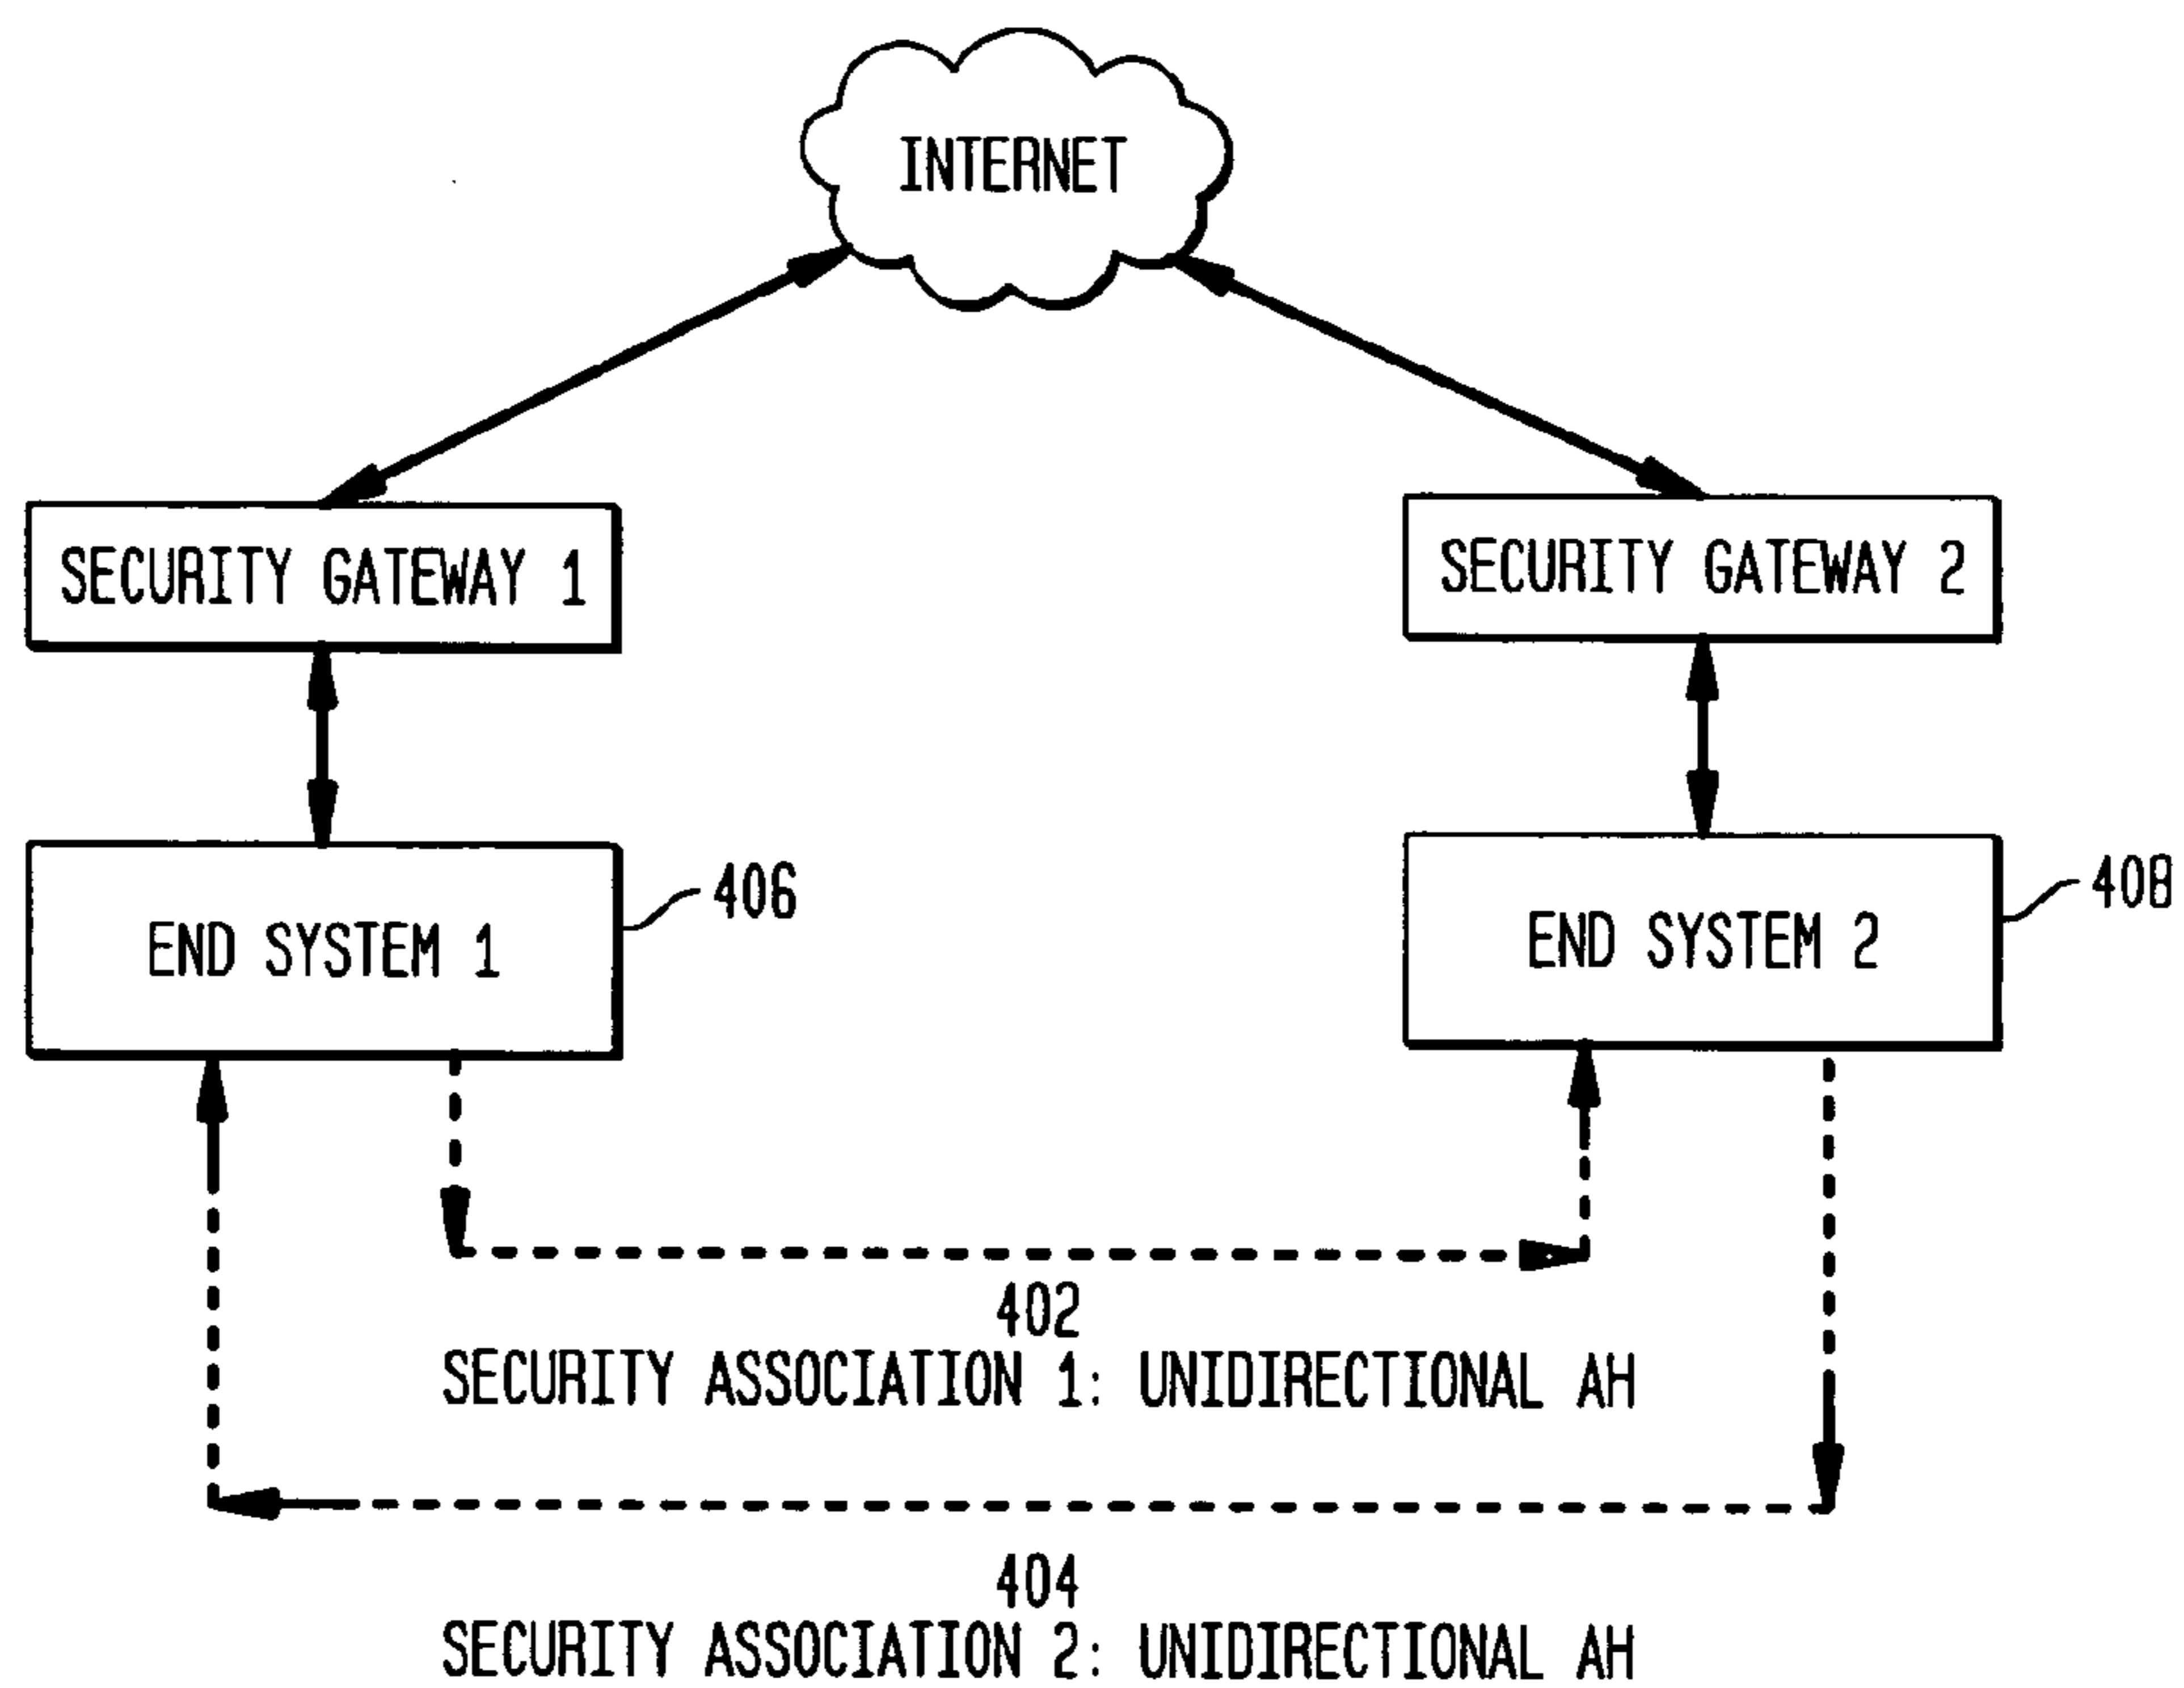 INTERNET
SECURITY GATEWAY 1
SECURITY GATEWAY 2
END SYSTEM 1
406
END SYSTEM 2
408
402
SECURITY ASSOCIATION 1: UNIDIRECTIONAL AH
404
SECURITY ASSOCIATION 2: UNIDIRECTIONAL AH